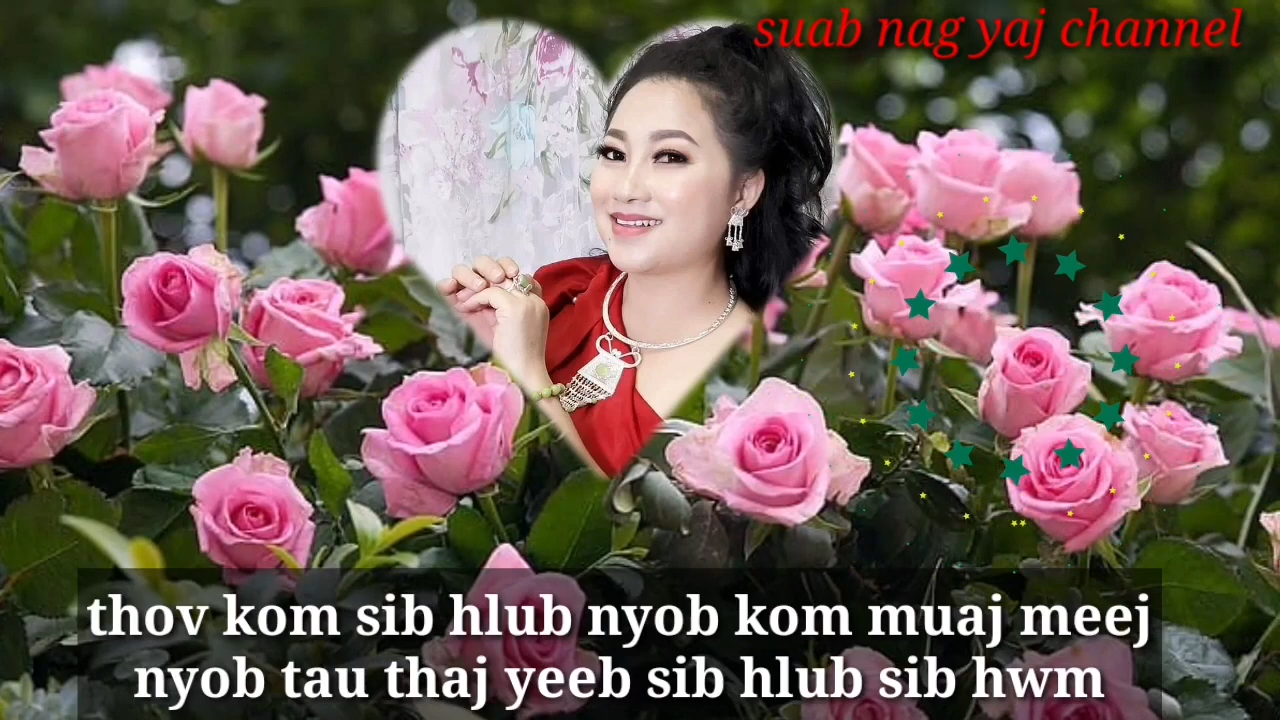 suab nag yaj channel
thov kom sib hlub nyob kom muaj meej
nyob tau thaj yeeb sib hlub sib hwm